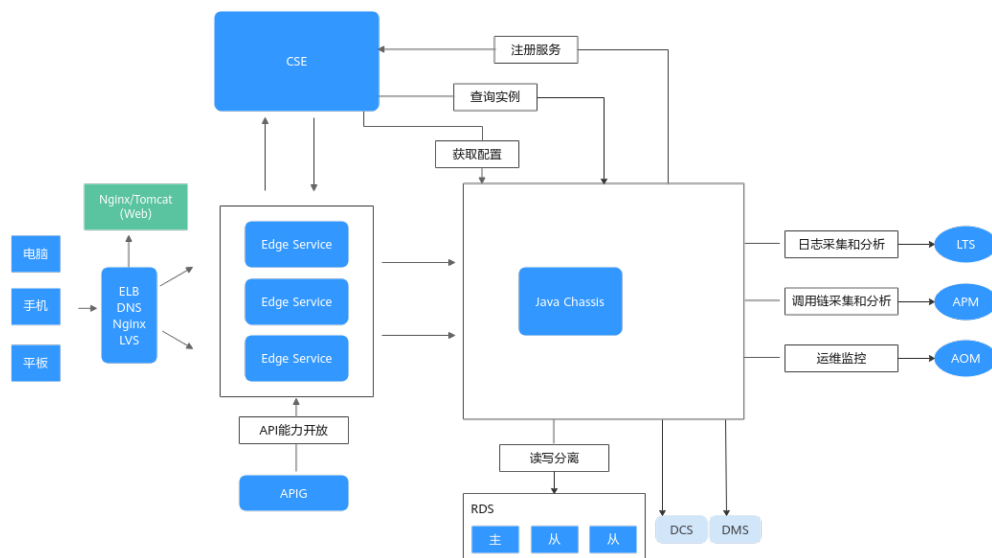 CSE
注册服务
查询实例
获取配置
Nginx/Tomcat
(Web)
电脑
手机
平板
ELB
DNS
Nginx
LVS
Edge Service
Edge Service
Edge Service
API能力开放
APIG
Java Chassis
日志采集和分析
LTS
调用链采集和分析
APM
运维监控
AOM
读写分离
RDS
主
从
从
DCS
DMS